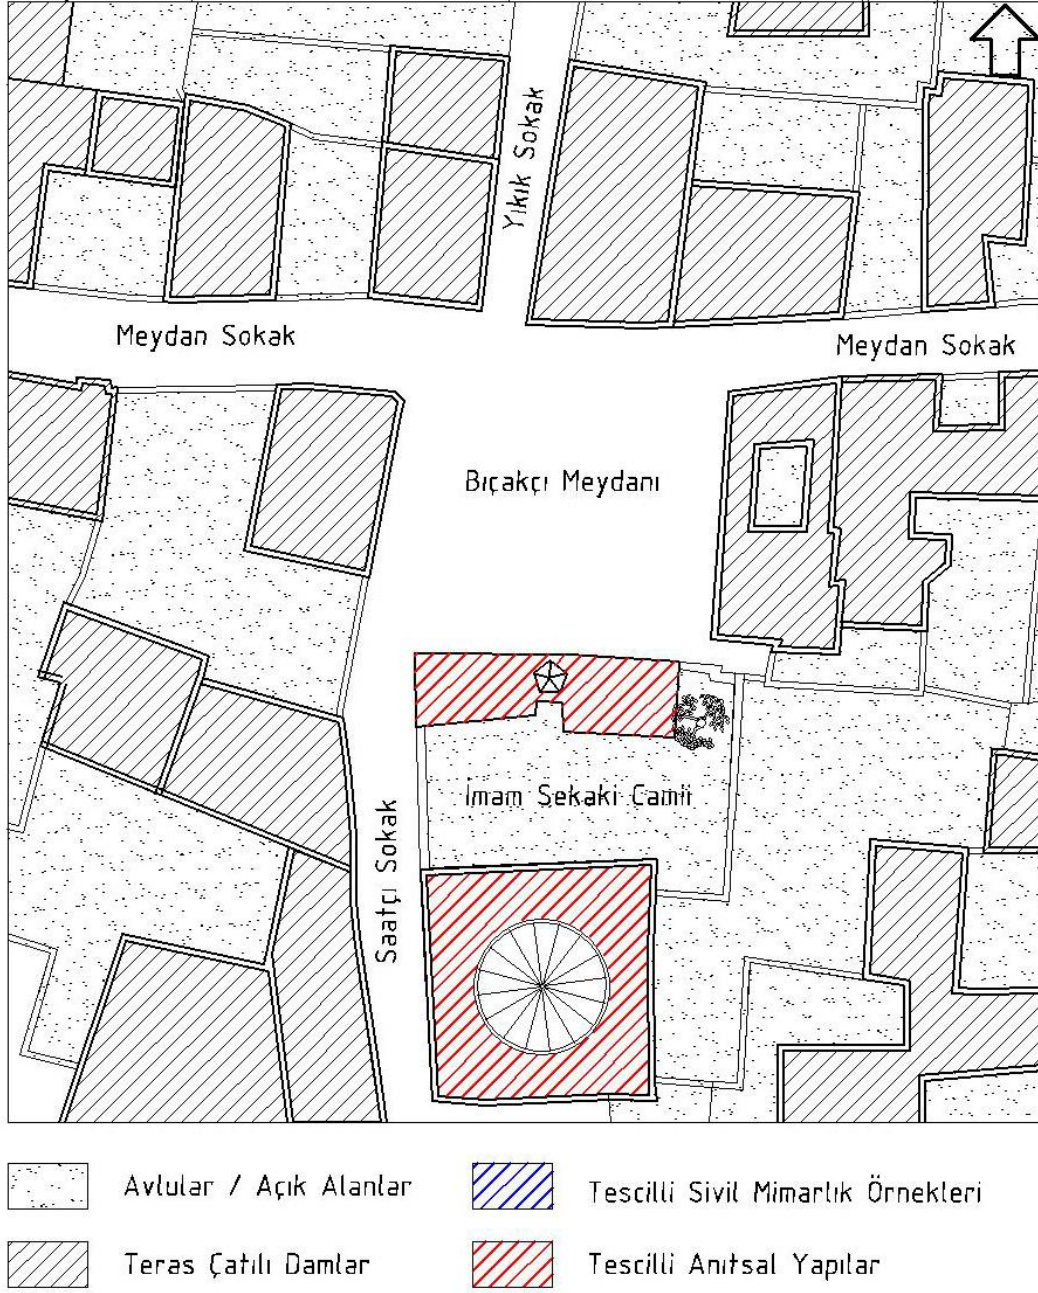 Yıkık Sokak
Meydan Sokak
Meydan Sokak
Bıçakçı Meydanı
İmam Sekaki Camii
Saatçı Sokak
Avlular / Açık Alanlar
Tescilli Sivil Mimarlık Örnekleri
Teras Çatılı Damlar
Tescilli Anıtsal Yapılar